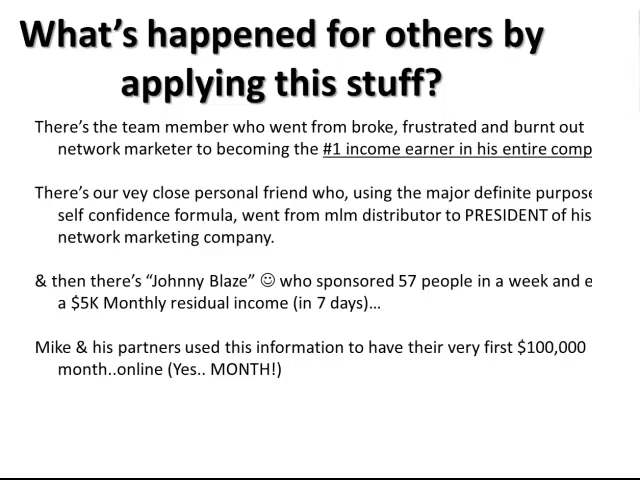 What's happened for others by
applying this stuff?
There's the team member who went from broke, frustrated and burnt out
network marketer to becoming the #1 income earner in his entire comp
There's our vey close personal friend who, using the major definite purpose
self confidence formula, went from mlm distributor to PRESIDENT of his
network marketing company.
& then there's “Johnny Blaze” ☺ who sponsored 57 people in a week and e
a $5K Monthly residual income (in 7 days)…
Mike & his partners used this information to have their very first $100,000
month..online (Yes.. MONTH!)